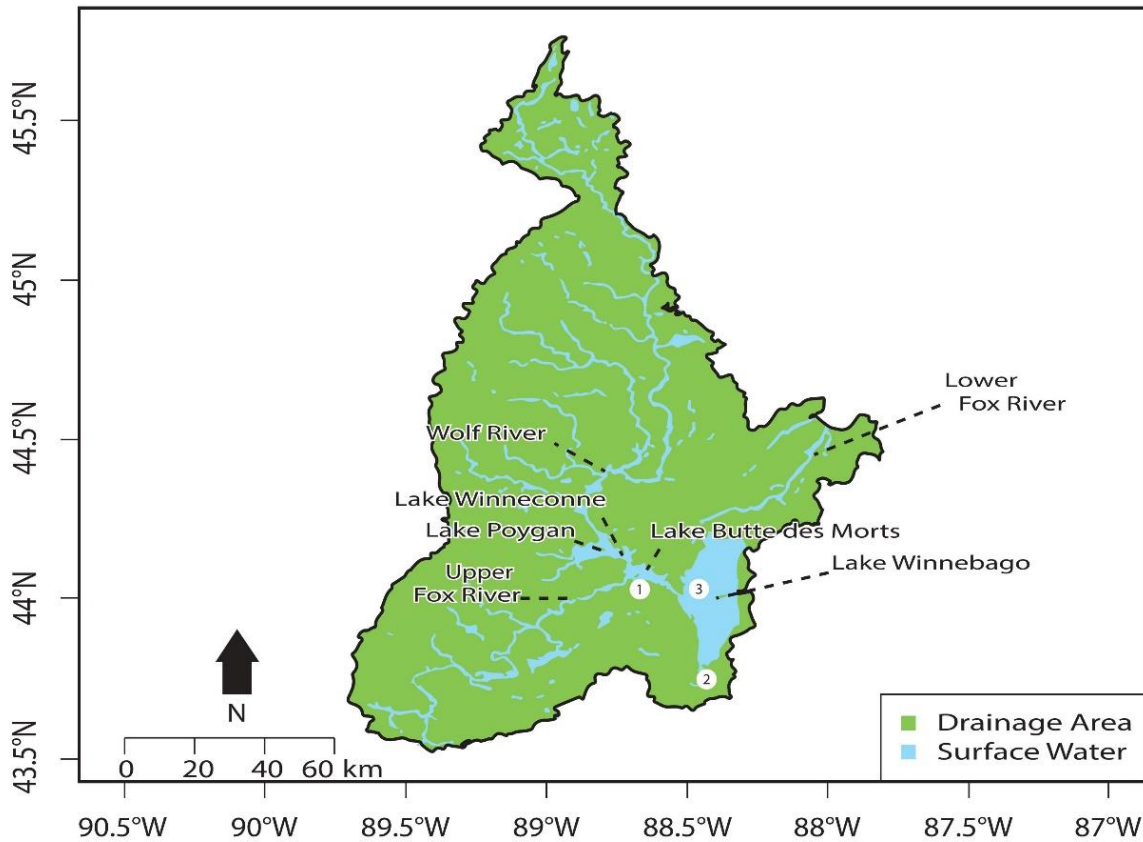 45.5°N
45°N
44.5°N
44°N
43.5°N
Lower
Fox River
Wolf River
Lake Winneconne
Lake Poygan
Lake Butte des Morts
Lake Winnebago
Upper
Fox River
1
3
2
N
0 20 40 60 km
Drainage Area
Surface Water
90.5°W 90°W 89.5°W 89°W 88.5°W 88°W 87.5°W 87°W